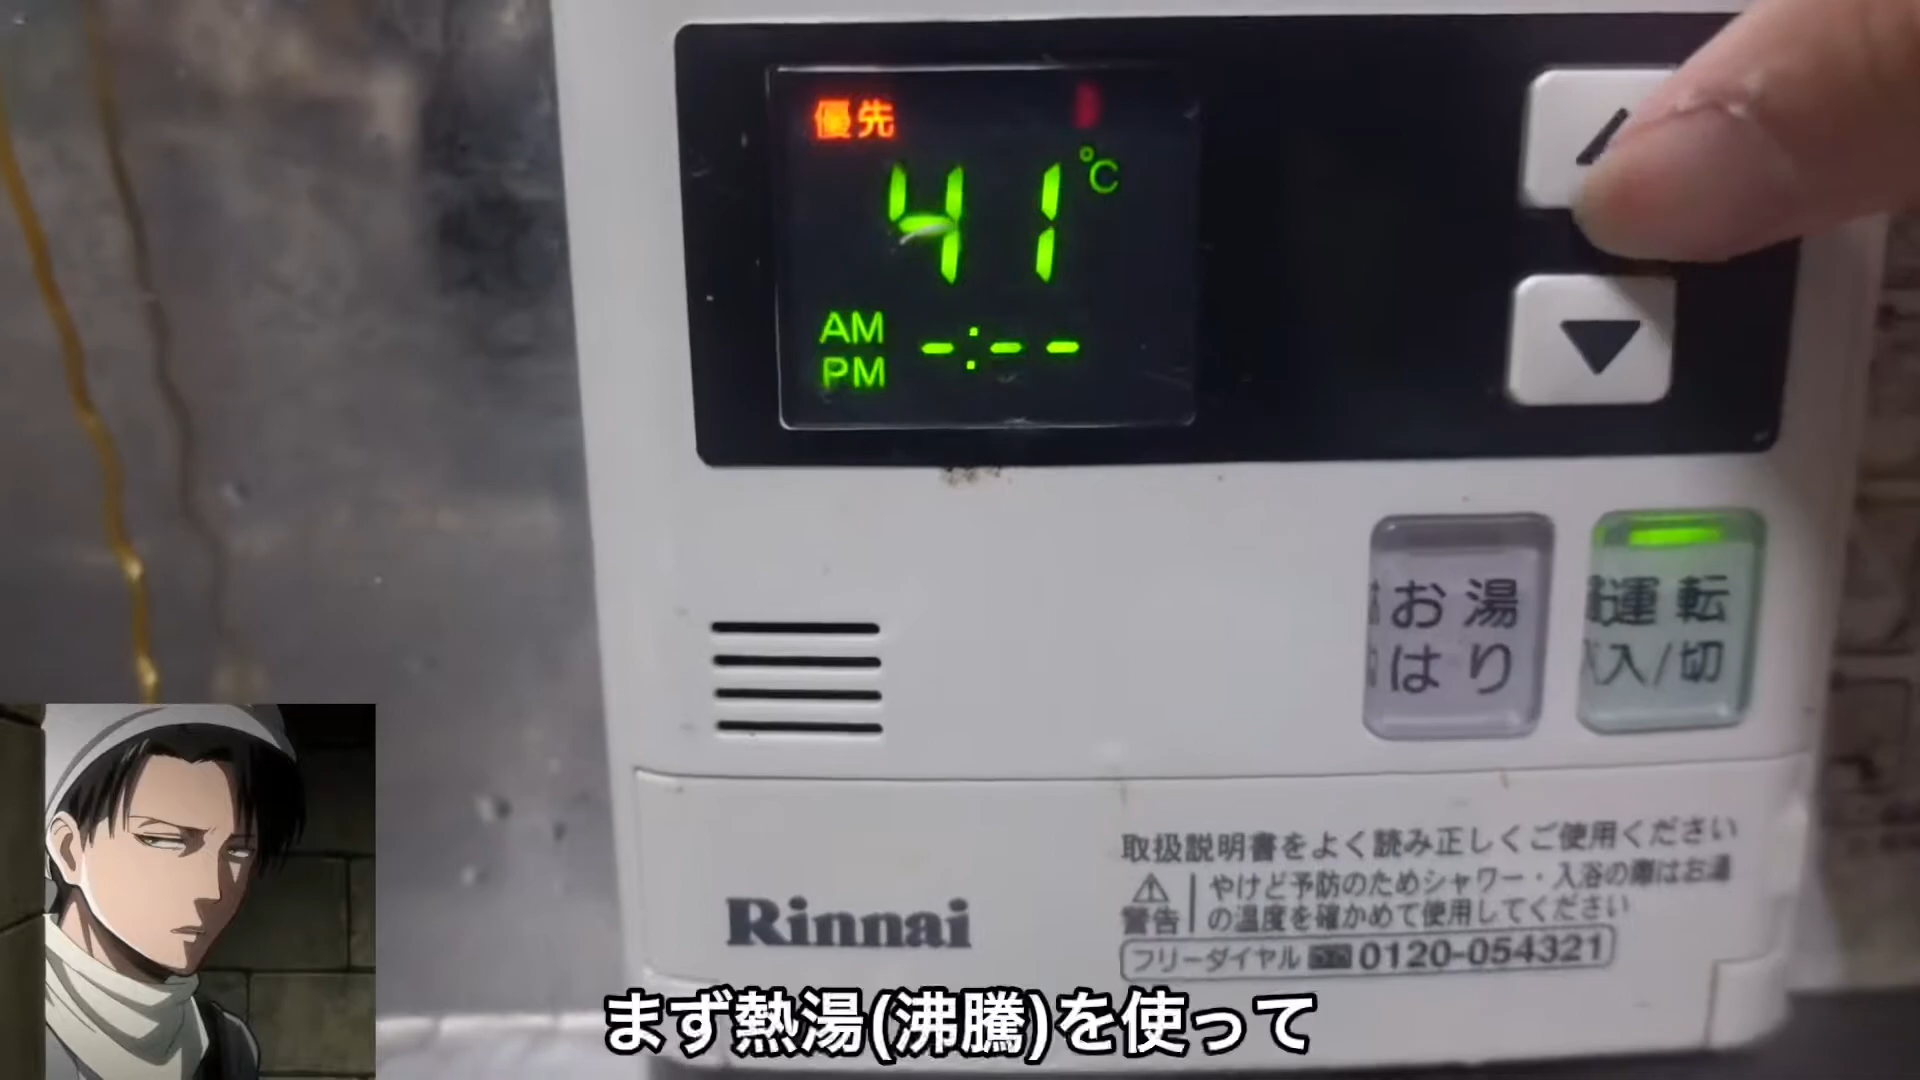 優先
41℃
AM
PM
-:--
お湯
はり
運転
入/切
Rinnai
取扱説明書をよく読み正しくご使用ください
⚠警告
やけど予防のためシャワー・入浴の際はお湯
の温度を確かめて使用してください
フリーダイヤル 0120-054321
まず熱湯(沸騰)を使って